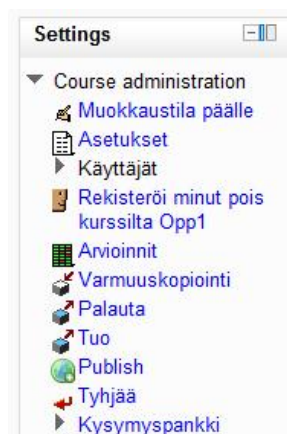 Settings
Course administration
Muokkaustila päälle
Asetukset
Käyttäjät
Rekisteröi minut pois
kurssilta Opp1
Arvioinnit
Varmuuskopiointi
Palauta
Tuo
Publish
Tyhjää
Kysymyspankki